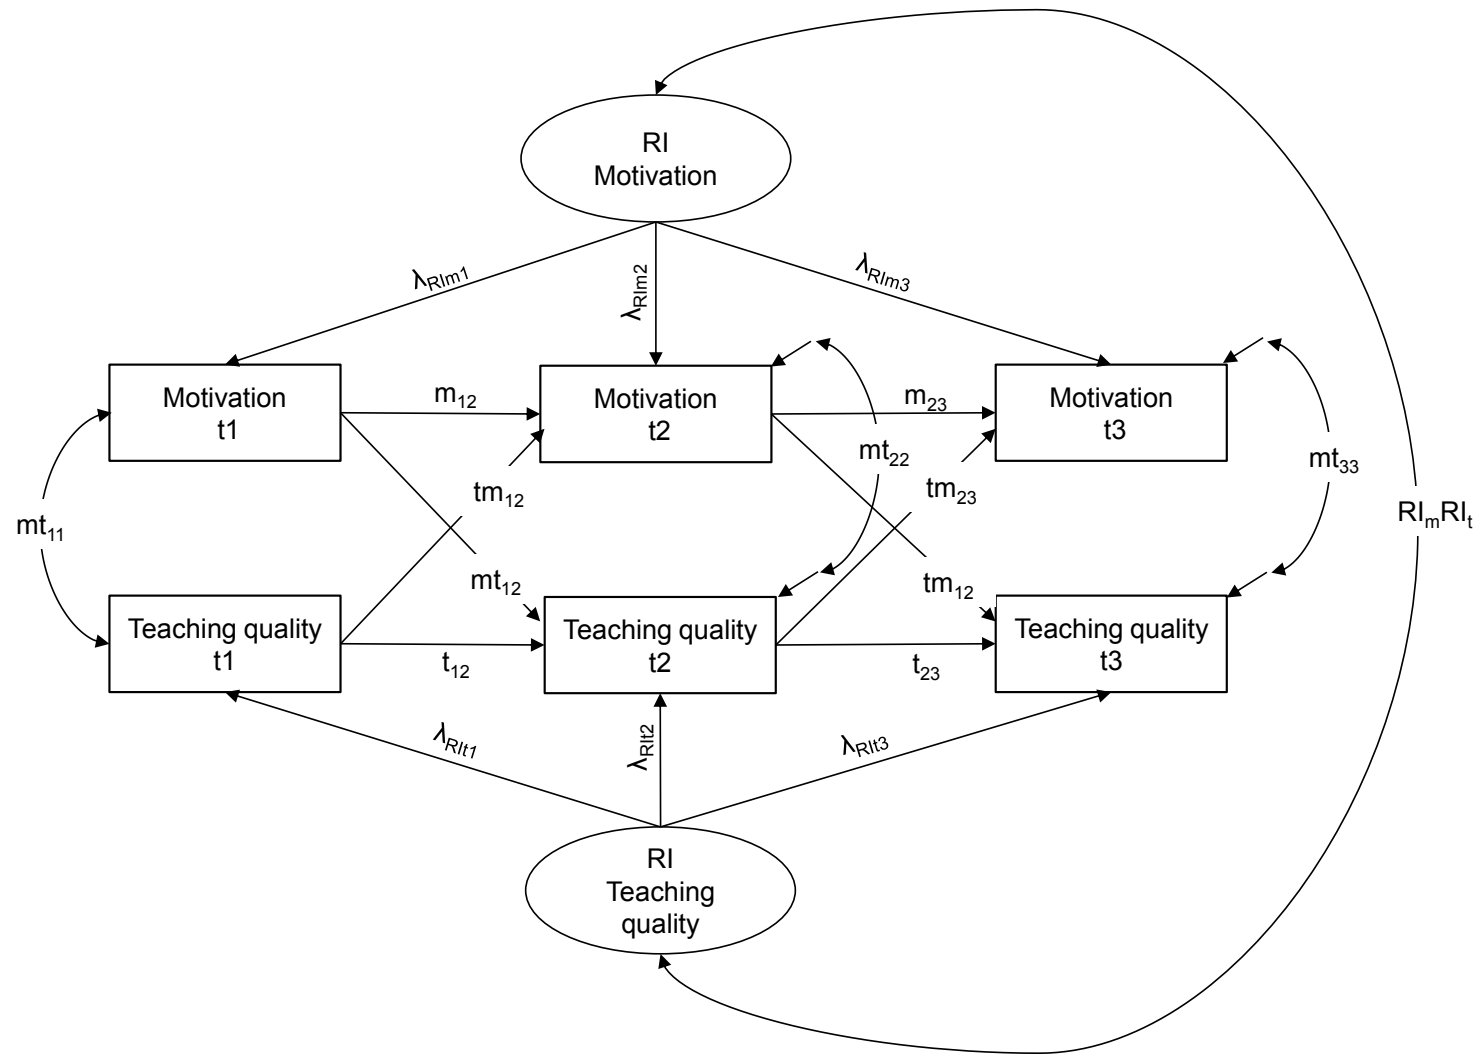 RI
Motivation
λRIm1
λRIm2
λRIm3
Motivation
t1
m12
Motivation
t2
m23
Motivation
t3
mt22
mt33
tm12
tm23
RImRIt
mt11
mt12
tm12
Teaching quality
t1
t12
Teaching quality
t2
t23
Teaching quality
t3
λRIt1
λRIt2
λRIt3
RI
Teaching
quality